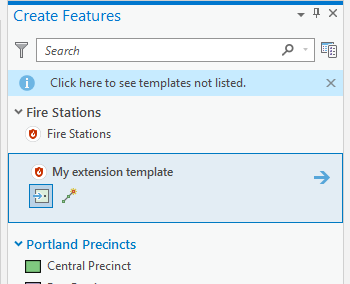 Create Features
Search
Click here to see templates not listed.
Fire Stations
Fire Stations
My extension template
Portland Precincts
Central Precinct